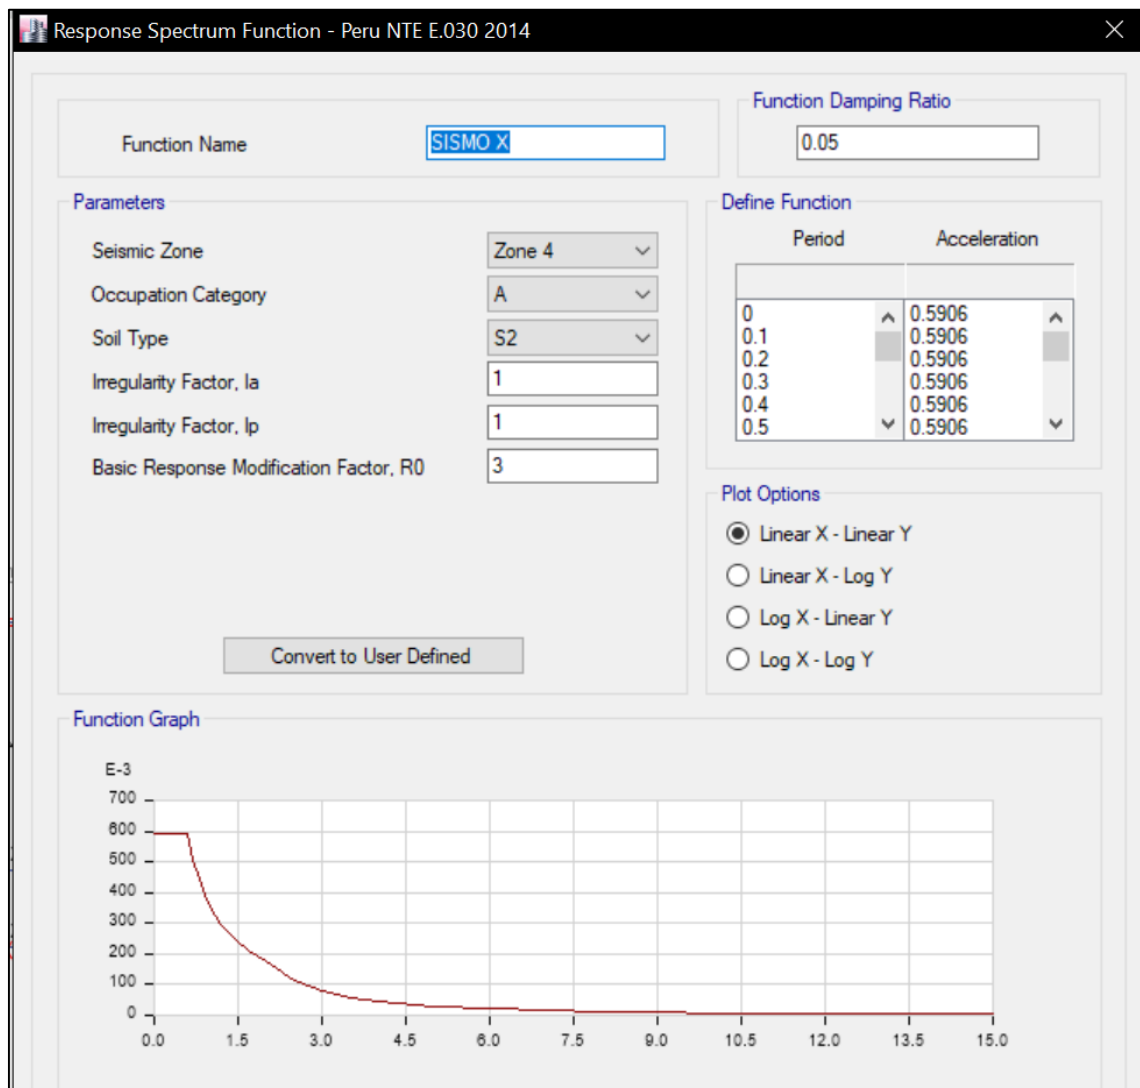 Response Spectrum Function - Peru NTE E.030 2014
Function Name
SISMO X
Function Damping Ratio
0.05
Parameters
Seismic Zone
Zone 4
Occupation Category
A
Soil Type
S2
Irregularity Factor, Ia
1
Irregularity Factor, Ip
1
Basic Response Modification Factor, R0
3
Convert to User Defined
Define Function
Period Acceleration
0 0.5906
0.1 0.5906
0.2 0.5906
0.3 0.5906
0.4 0.5906
0.5 0.5906
Plot Options
Linear X - Linear Y
Linear X - Log Y
Log X - Linear Y
Log X - Log Y
Function Graph
E-3
700
600
500
400
300
200
100
0
0.0 1.5 3.0 4.5 6.0 7.5 9.0 10.5 12.0 13.5 15.0